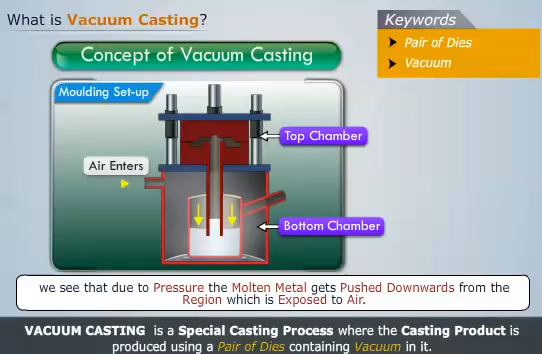 What is Vacuum Casting?
Keywords
Pair of Dies
Vacuum
Concept of Vacuum Casting
Moulding Set-up
Top Chamber
Air Enters
Bottom Chamber
we see that due to Pressure the Molten Metal gets Pushed Downwards from the
Region which is Exposed to Air.
VACUUM CASTING is a Special Casting Process where the Casting Product is
produced using a Pair of Dies containing Vacuum in it.